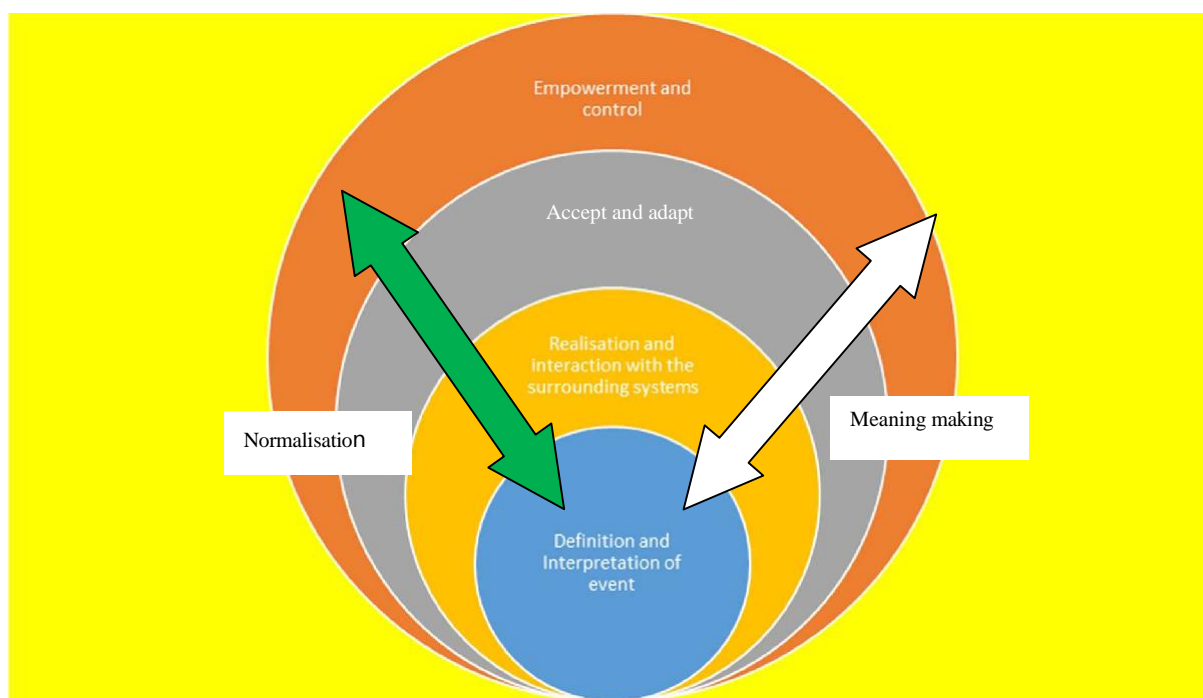 Empowerment and
control
Accept and adapt
Realisation and
interaction with the
surrounding systems
Normalisation
Meaning making
Definition and
Interpretation of
event